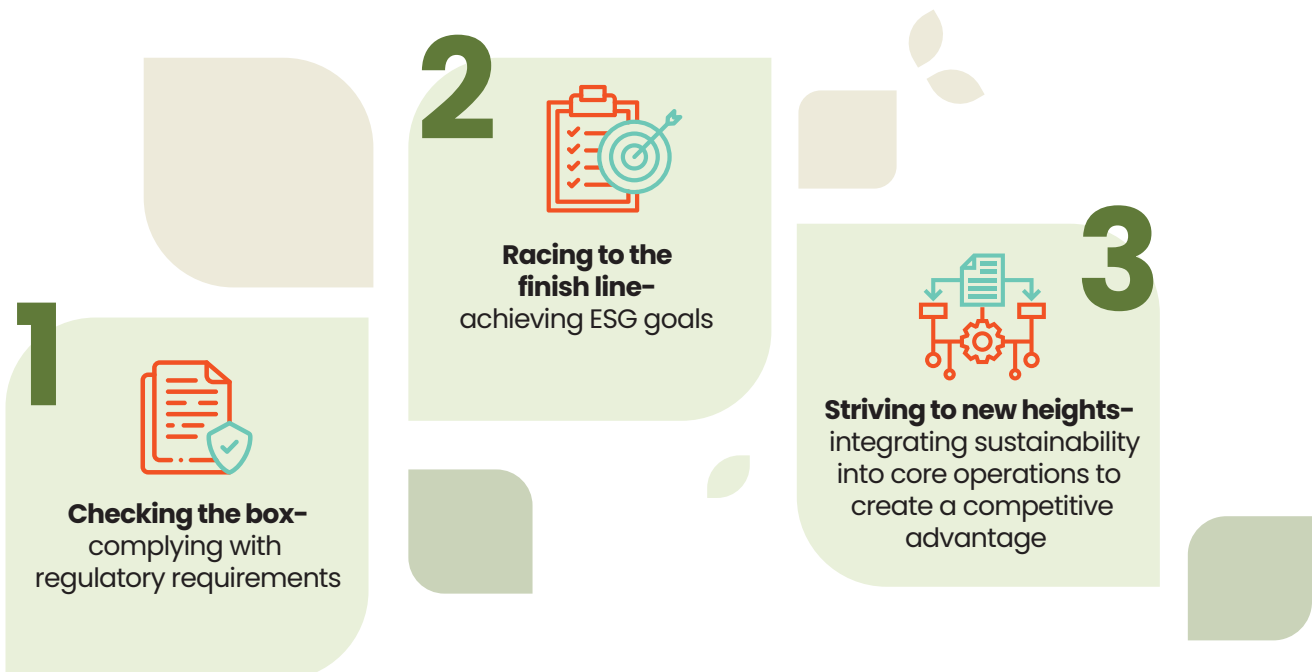 1
Checking the box-
complying with
regulatory requirements
2
Racing to the
finish line-
achieving ESG goals
3
Striving to new heights-
integrating sustainability
into core operations to
create a competitive
advantage